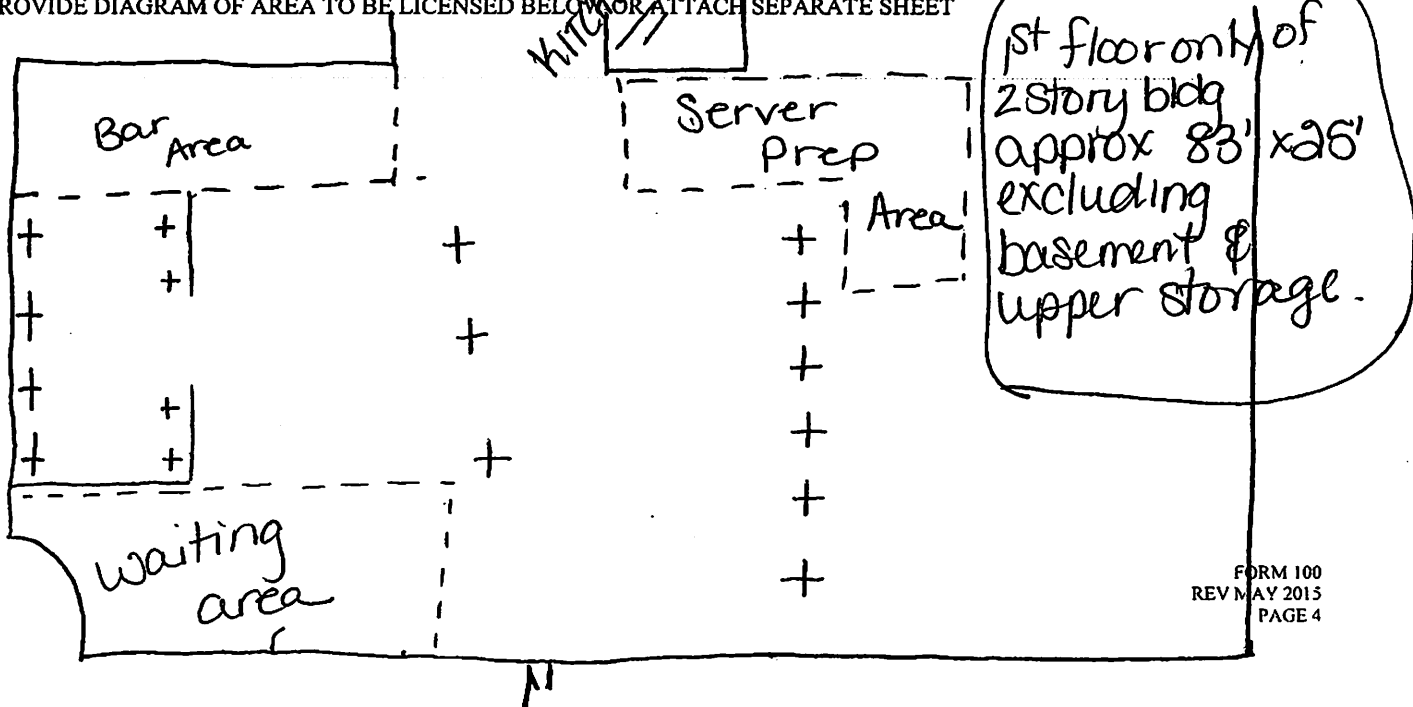 ROVIDE DIAGRAM OF AREA TO BE LICENSED BELOW OR ATTACH SEPARATE SHEET
KITC
Bar
Area
Server
Prep
Area
1st floor only of
2 story bldg
approx 83' x 26'
excluding
basement &
upper storage.
waiting
area
FORM 100
REV MAY 2015
PAGE 4
N